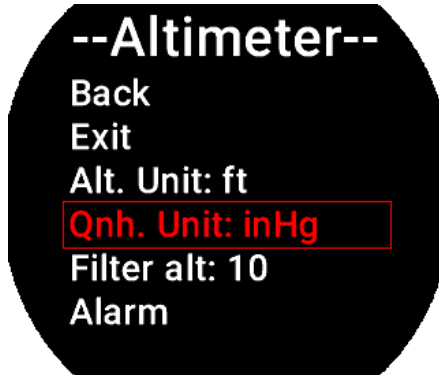 --Altimeter--
Back
Exit
Alt. Unit: ft
Qnh. Unit: inHg
Filter alt: 10
Alarm